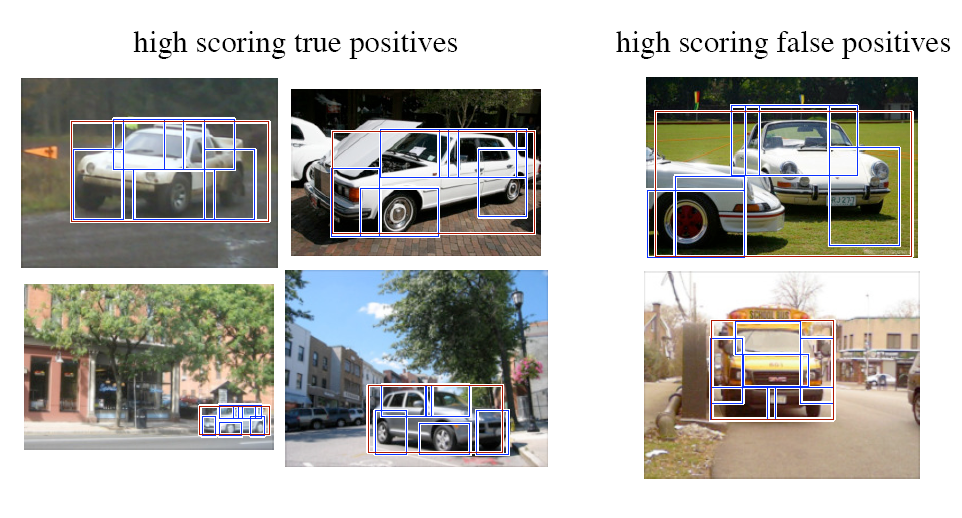 high scoring true positives
high scoring false positives
SCHOOL BUS